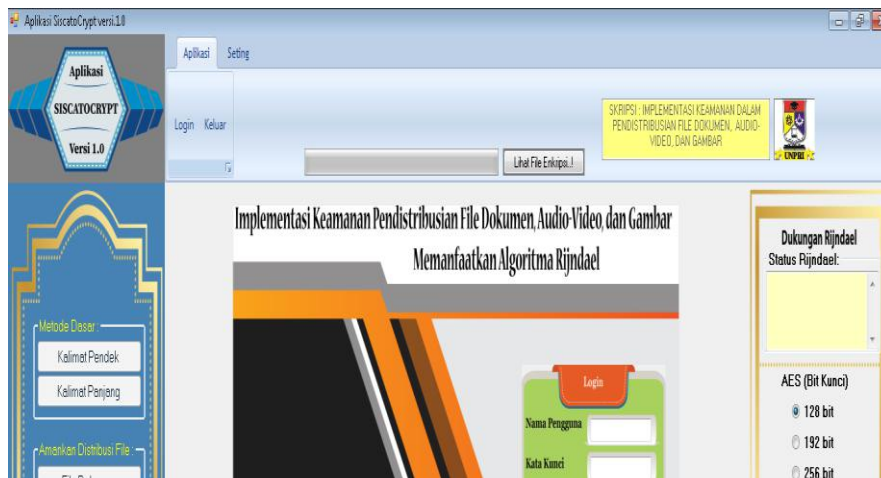 Aplikasi SiscatoCrypt versi.1.0
Aplikasi
SISCATOCRYPT
Versi 1.0
Aplikasi Seting
Login Keluar
Lihat File Enkripsi..!
SKRIPSI : IMPLEMENTASI KEAMANAN DALAM
PENDISTRIBUSIAN FILE DOKUMEN, AUDIO-
VIDEO, DAN GAMBAR
UNPRI
Implementasi Keamanan Pendistribusian File Dokumen, Audio-Video, dan Gambar
Memanfaatkan Algoritma Rijndael
Metode Dasar :
Kalimat Pendek
Kalimat Panjang
Amankan Distribusi File :
Login
Nama Pengguna
Kata Kunci
Dukungan Rijndael
Status Rijndael:
AES (Bit Kunci)
128 bit
192 bit
256 bit